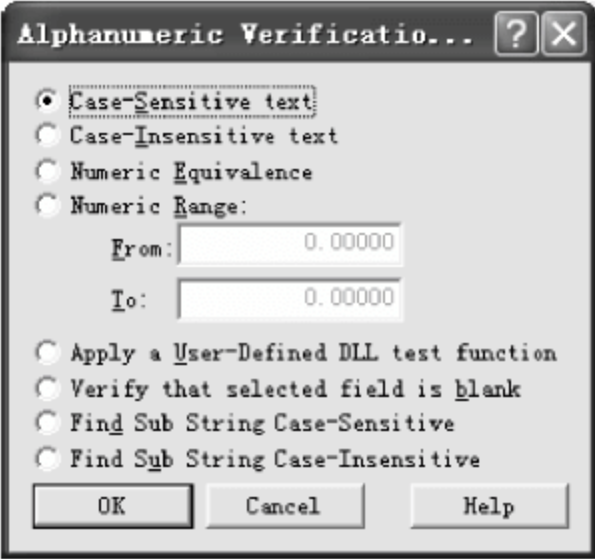 Alphanumeric Verificatio...
Case-Sensitive text
Case-Insensitive text
Numeric Equivalence
Numeric Range:
From: 0.00000
To: 0.00000
Apply a User-Defined DLL test function
Verify that selected field is blank
Find Sub String Case-Sensitive
Find Sub String Case-Insensitive
OK Cancel Help